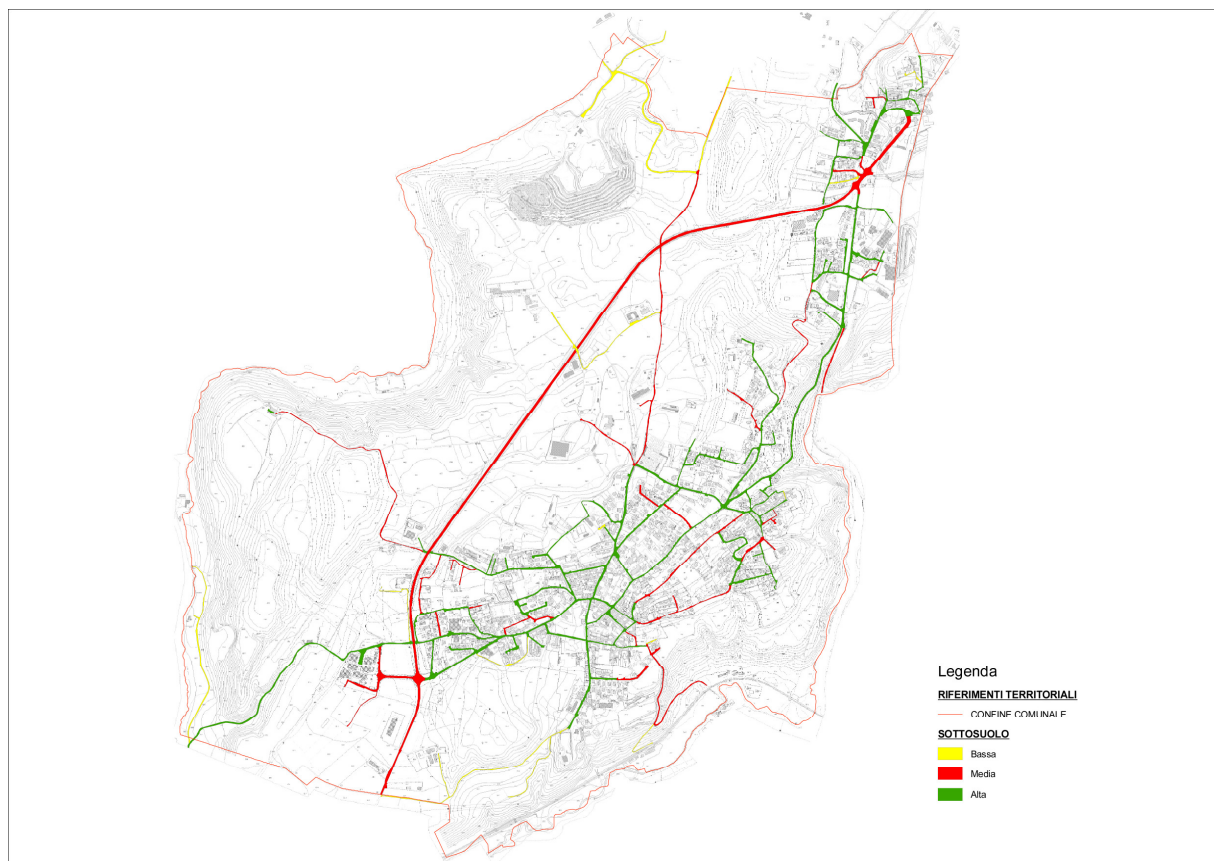 Legenda
RIFERIMENTI TERRITORIALI
CONFINE COMUNALE
SOTTOSUOLO
Bassa
Media
Alta